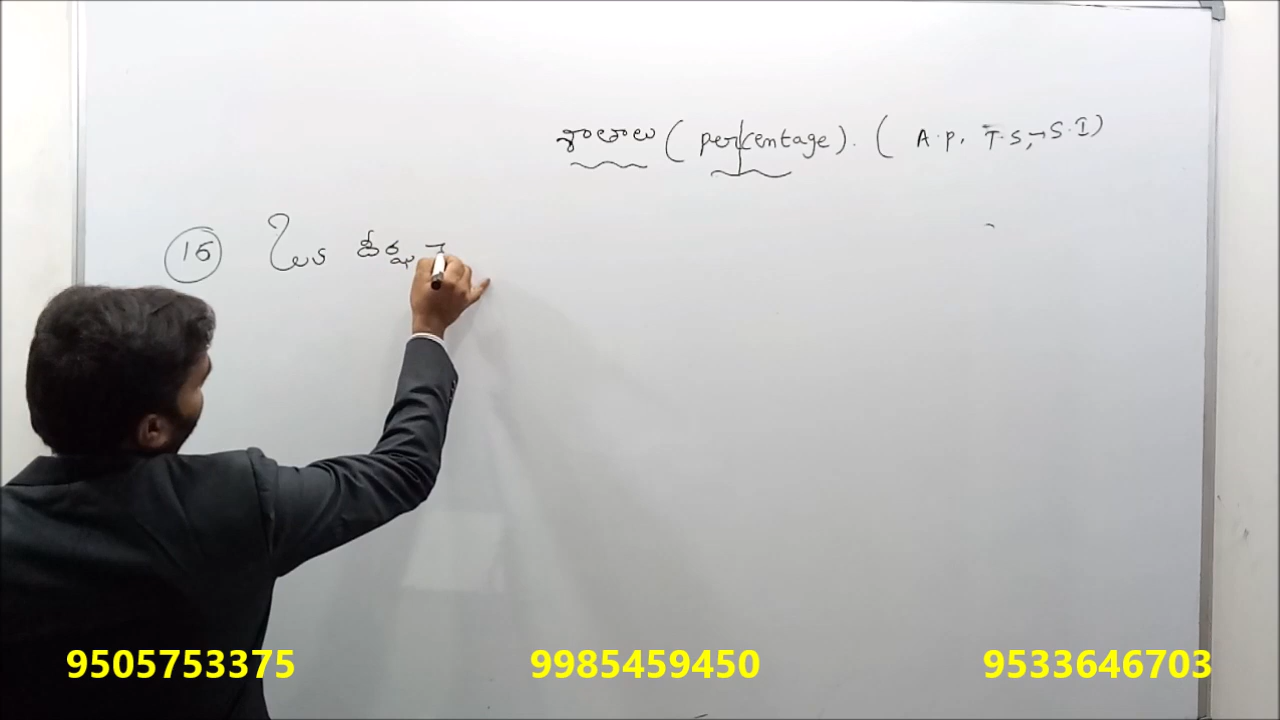 శాతాలు ( percentage ). ( A.p, T.S, S.I )
15 ఒక దీర్ఘ
9505753375 9985459450 9533646703